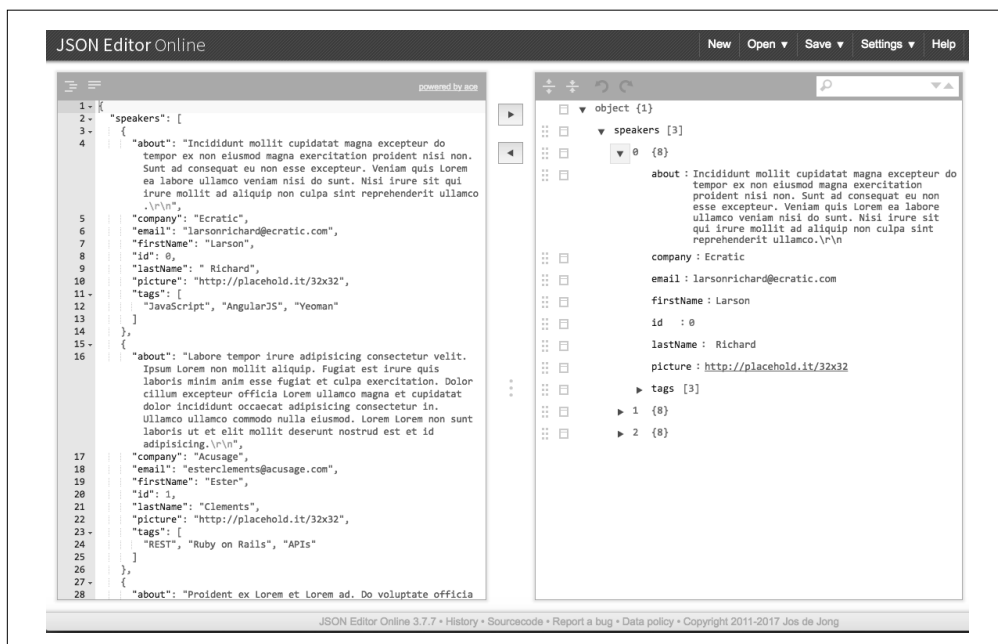 JSON Editor Online
New Open ▼ Save ▼ Settings ▼ Help
powered by ace
1 {
2 "speakers": [
3 {
4 "about": "Incididunt mollit cupidatat magna excepteur do
tempor ex non eiusmod magna exercitation proident nisi non.
Sunt ad consequat eu non esse excepteur. Veniam quis Lorem
ea labore ullamco veniam nisi do sunt. Nisi irure sit qui
irure mollit ad aliquip non culpa sint reprehenderit ullamco
.\r\n",
5 "company": "Ecratic",
6 "email": "larsonrichard@ecratic.com",
7 "firstName": "Larson",
8 "id": 0,
9 "lastName": " Richard",
10 "picture": "http://placehold.it/32x32",
11 "tags": [
12 "JavaScript", "AngularJS", "Yeoman"
13 ]
14 },
15 {
16 "about": "Labore tempor irure adipisicing consectetur velit.
Ipsum Lorem non mollit aliquip. Fugiat est irure quis
laboris minim anim esse fugiat et culpa exercitation. Dolor
cillum excepteur officia Lorem ullamco magna et cupidatat
dolor incididunt occaecat adipisicing consectetur in.
Ullamco ullamco commodo nulla eiusmod. Lorem Lorem non sunt
laboris ut et elit mollit deserunt nostrud est et id
adipisicing.\r\n",
17 "company": "Acusage",
18 "email": "esterclements@acusage.com",
19 "firstName": "Ester",
20 "id": 1,
21 "lastName": "Clements",
22 "picture": "http://placehold.it/32x32",
23 "tags": [
24 "REST", "Ruby on Rails", "APIs"
25 ]
26 },
27 {
28 "about": "Proident ex Lorem et Lorem ad. Do voluptate officia
▼ object {1}
▼ speakers [3]
▼ 0 {8}
about : Incididunt mollit cupidatat magna excepteur do
tempor ex non eiusmod magna exercitation
proident nisi non. Sunt ad consequat eu non
esse excepteur. Veniam quis Lorem ea labore
ullamco veniam nisi do sunt. Nisi irure sit
qui irure mollit ad aliquip non culpa sint
reprehenderit ullamco.\r\n
company : Ecratic
email : larsonrichard@ecratic.com
firstName : Larson
id : 0
lastName : Richard
picture : http://placehold.it/32x32
▶ tags [3]
▶ 1 {8}
▶ 2 {8}
JSON Editor Online 3.7.7 • History • Sourcecode • Report a bug • Data policy • Copyright 2011-2017 Jos de Jong